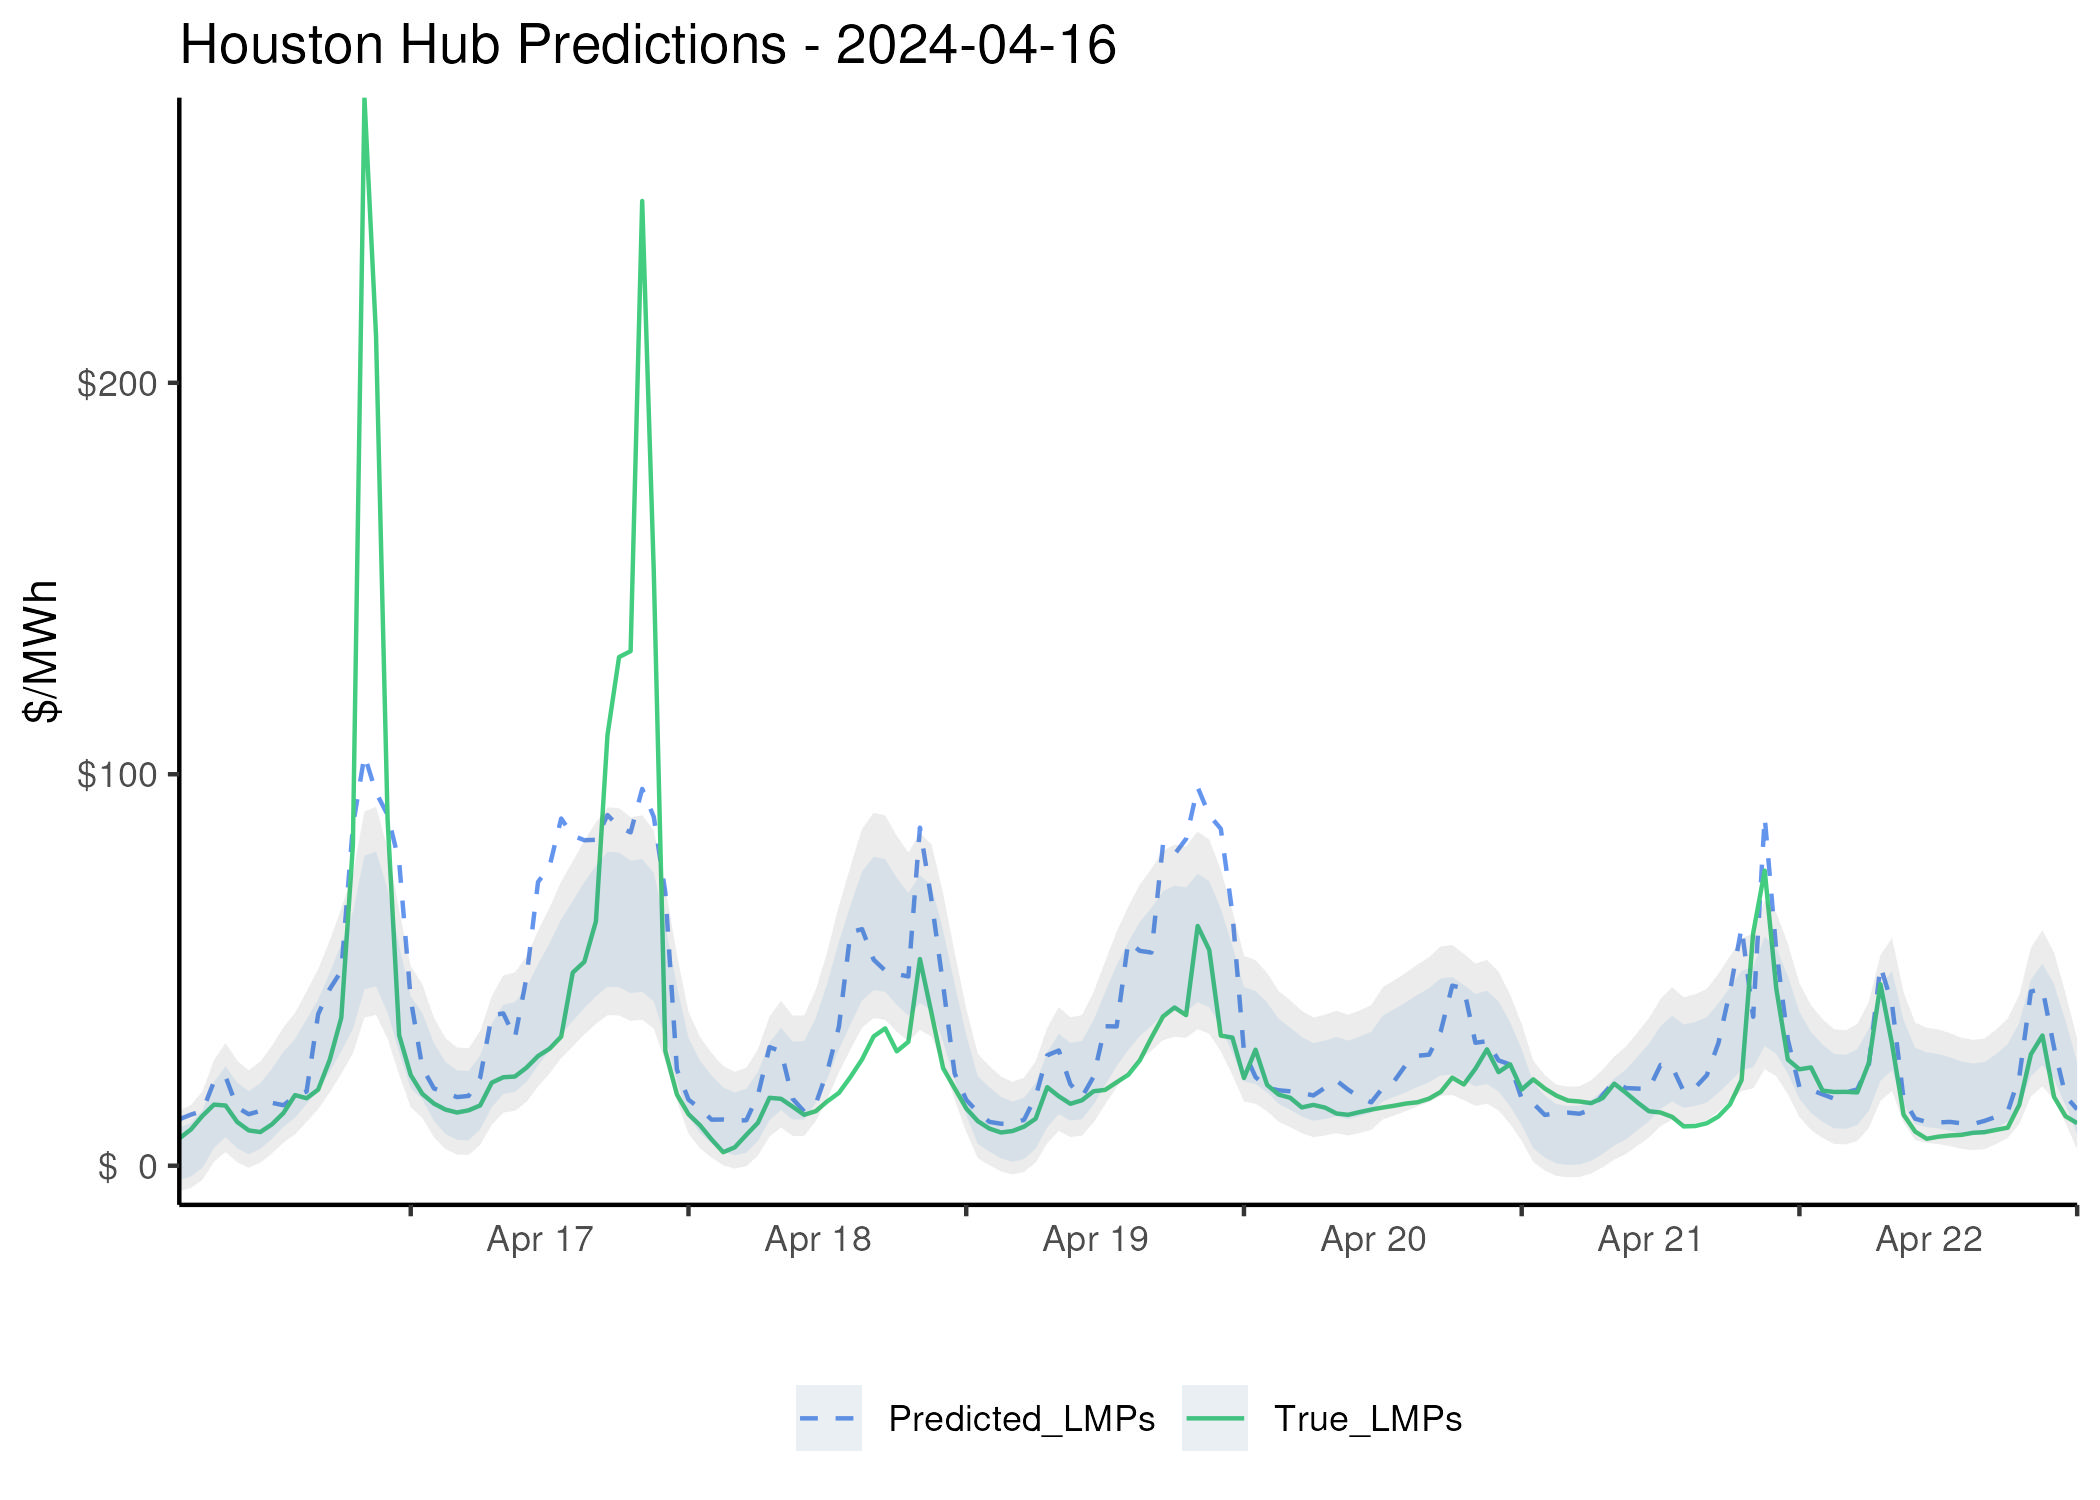 Houston Hub Predictions - 2024-04-16
$/MWh
$200
$100
$ 0
Apr 17 Apr 18 Apr 19 Apr 20 Apr 21 Apr 22
Predicted_LMPs True_LMPs